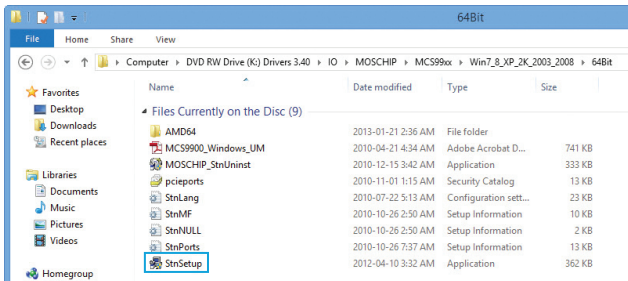 64Bit
File Home Share View
Computer ▸ DVD RW Drive (K:) Drivers 3.40 ▸ IO ▸ MOSCHIP ▸ MCS99xx ▸ Win7_8_XP_2K_2003_2008 ▸ 64Bit
Favorites
Desktop
Downloads
Recent places
Libraries
Documents
Music
Pictures
Videos
Homegroup
Name Date modified Type Size
Files Currently on the Disc (9)
AMD64 2013-01-21 2:36 AM File folder
MCS9900_Windows_UM 2010-04-21 4:34 AM Adobe Acrobat D... 741 KB
MOSCHIP_StnUninst 2010-12-15 3:42 AM Application 333 KB
pcieports 2010-11-01 1:15 AM Security Catalog 13 KB
StnLang 2010-07-22 5:13 AM Configuration sett... 23 KB
StnMF 2010-10-26 2:50 AM Setup Information 10 KB
StnNULL 2010-10-26 2:50 AM Setup Information 2 KB
StnPorts 2010-10-26 7:37 AM Setup Information 13 KB
StnSetup 2012-04-10 3:32 AM Application 362 KB